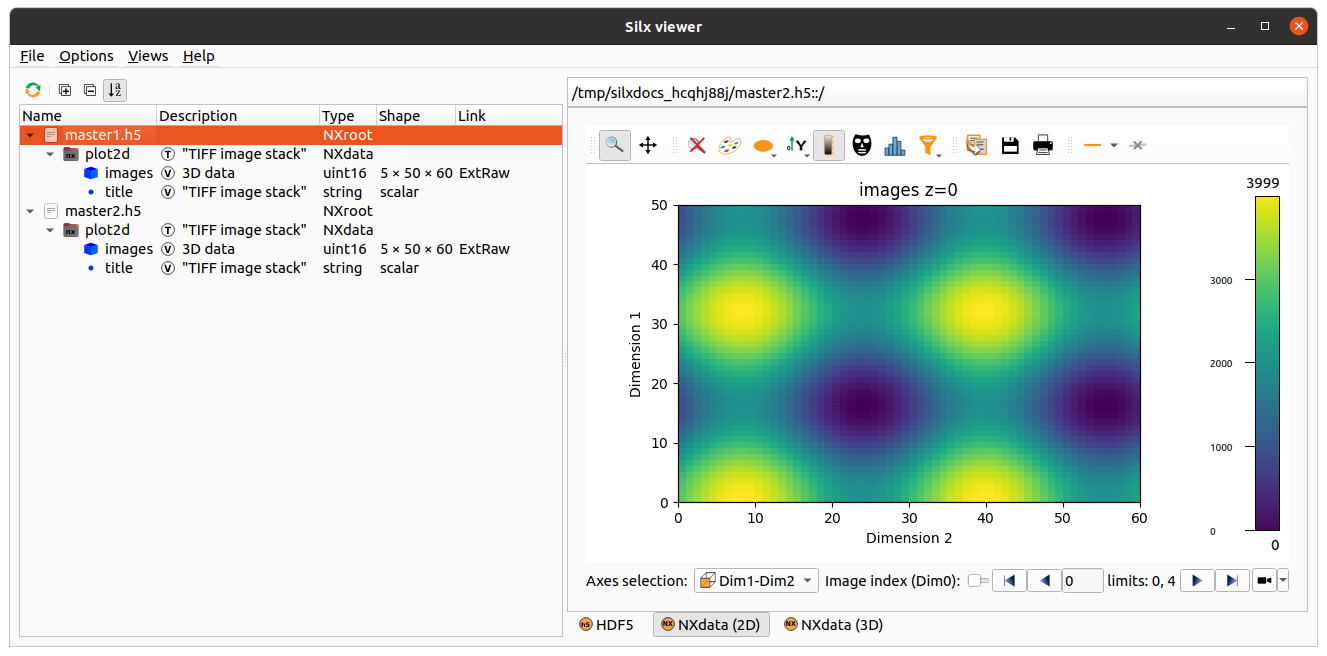 Silx viewer
File Options Views Help
Name Description Type Shape Link
master1.h5 NXroot
plot2d T "TIFF image stack" NXdata
images V 3D data uint16 5 × 50 × 60 ExtRaw
title V "TIFF image stack" string scalar
master2.h5 NXroot
plot2d T "TIFF image stack" NXdata
images V 3D data uint16 5 × 50 × 60 ExtRaw
title V "TIFF image stack" string scalar
/tmp/silxdocs_hcqhj88j/master2.h5::/
Y
images z=0
3999
50
40
30
20
10
0
Dimension 1
0 10 20 30 40 50 60
Dimension 2
3000
2000
1000
0
0
Axes selection: Dim1-Dim2 Image index (Dim0): 0 limits: 0, 4
h5 HDF5 NX NXdata (2D) NX NXdata (3D)